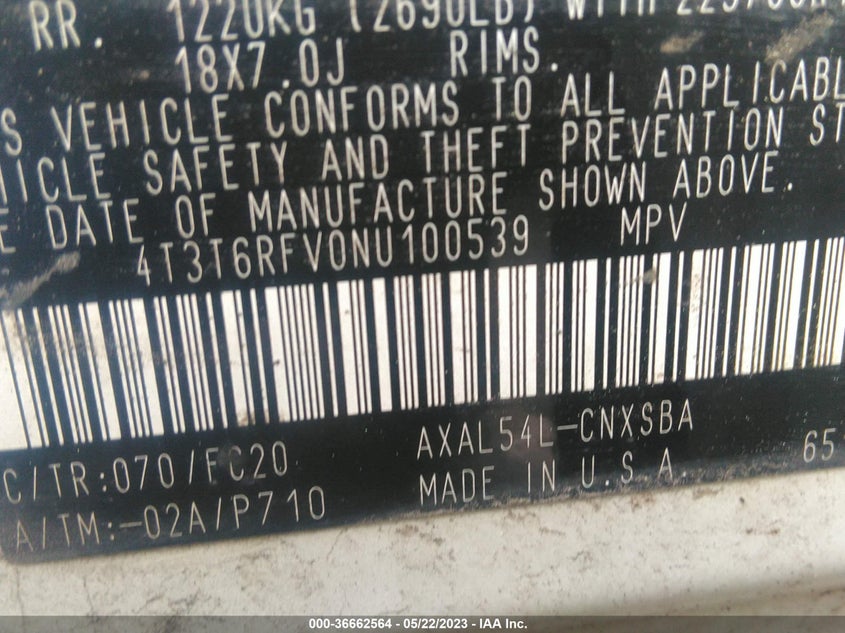 RR. 1220KG (2690LB) WITH
18X7.0J RIMS.
S VEHICLE CONFORMS TO ALL APPLICABL
HICLE SAFETY AND THEFT PREVENTION ST
E DATE OF MANUFACTURE SHOWN ABOVE.
4T3T6RFV0NU100539 MPV
C/TR:070/FC20 AXAL54L-CNXSBA
A/TM:-02A/P710 MADE IN U.S.A. 65
000-36662564 - 05/22/2023 - IAA Inc.